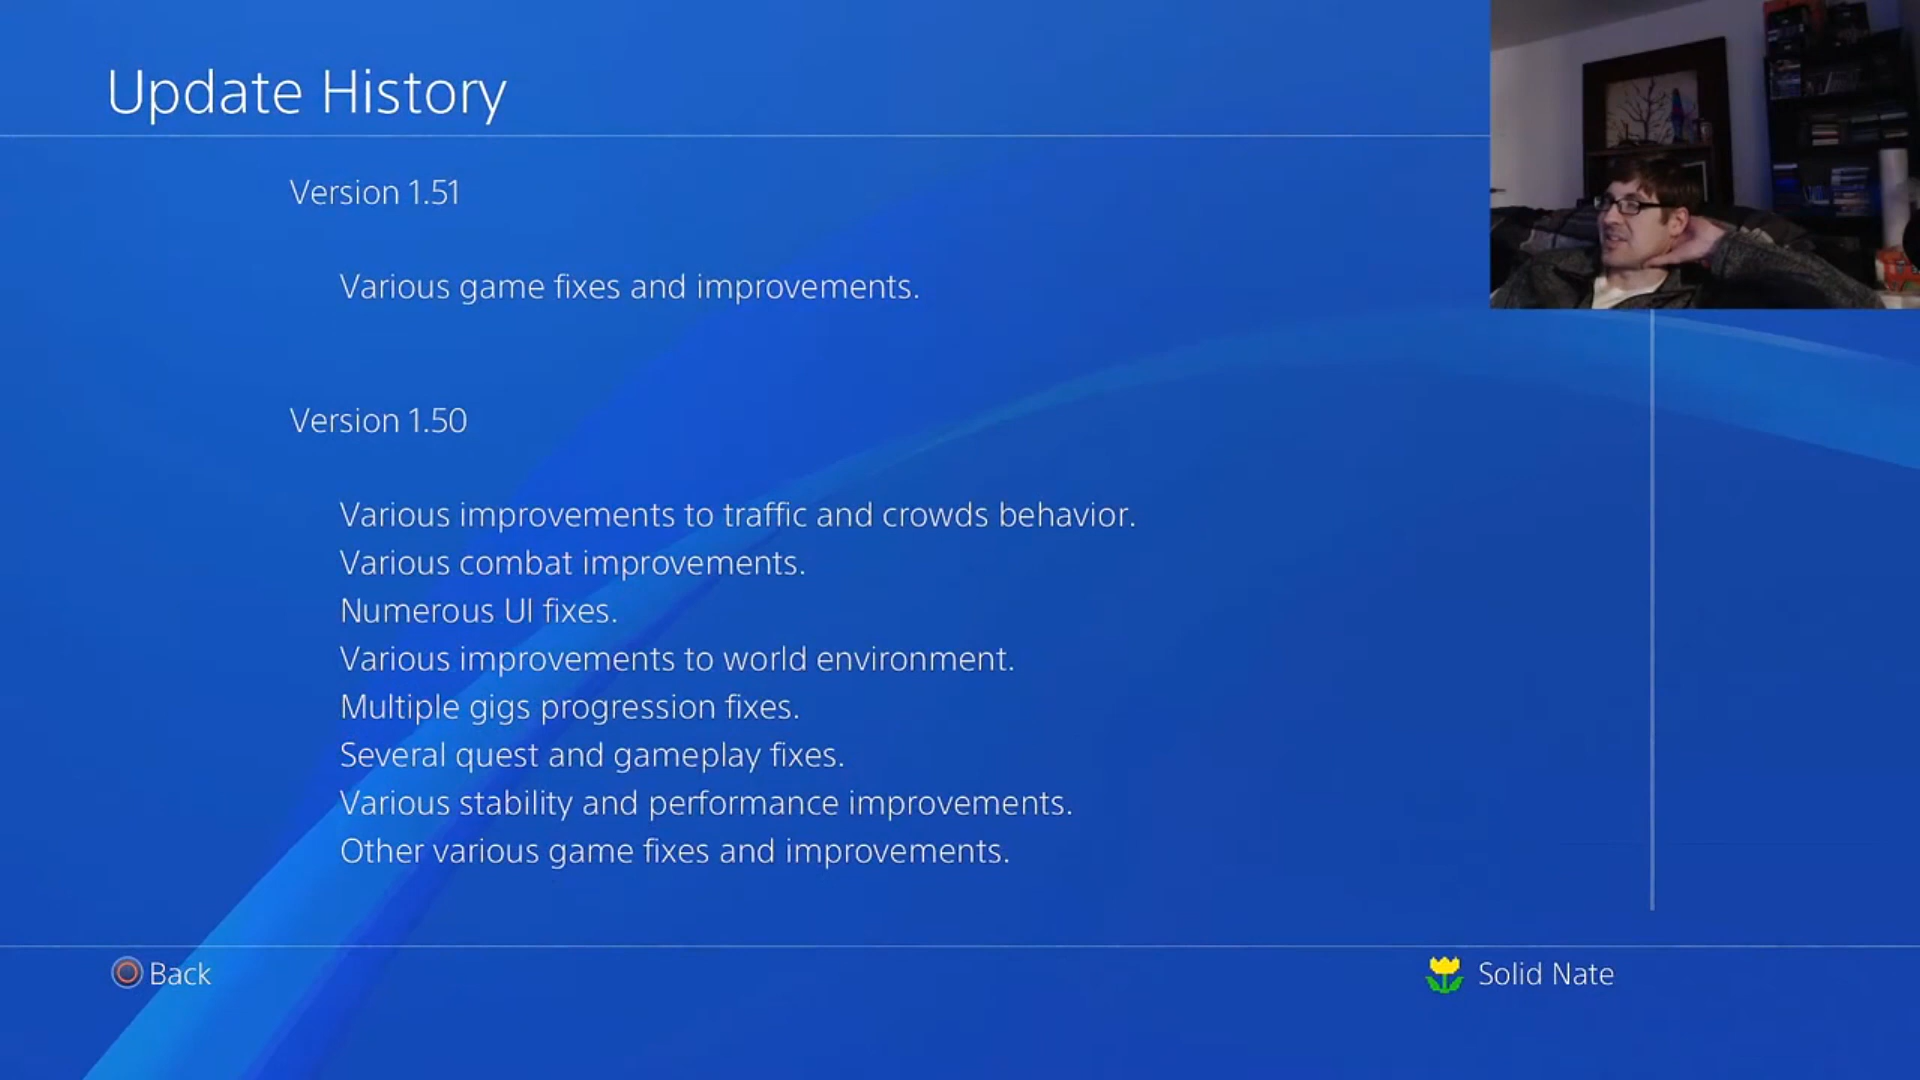 Update History
Version 1.51
Various game fixes and improvements.
Version 1.50
Various improvements to traffic and crowds behavior.
Various combat improvements.
Numerous UI fixes.
Various improvements to world environment.
Multiple gigs progression fixes.
Several quest and gameplay fixes.
Various stability and performance improvements.
Other various game fixes and improvements.
Back
Solid Nate